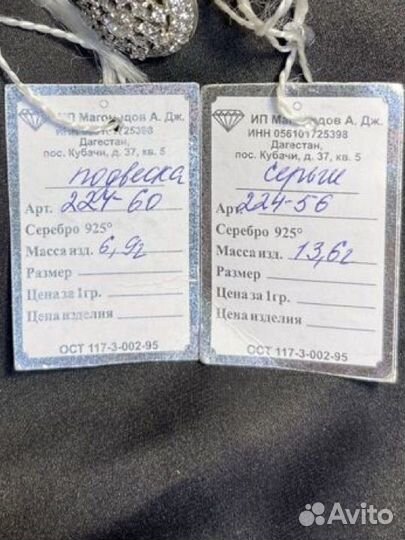 ИП Магомедов А. Дж.
Дагестан,
пос. Кубачи, д. 37, кв. 5
подвеска
Арт. 224-60
Серебро 925°
Масса изд. 6,9г
Размер
Цена за 1гр.
Цена изделия
ОСТ 117-3-002-95
ИП Магомедов А. Дж.
ИНН 056101725398
Дагестан,
пос. Кубачи, д. 37, кв. 5
серьги
Арт. 224-56
Серебро 925°
Масса изд. 13,6г
Размер
Цена за 1гр.
Цена изделия
ОСТ 117-3-002-95
Avito